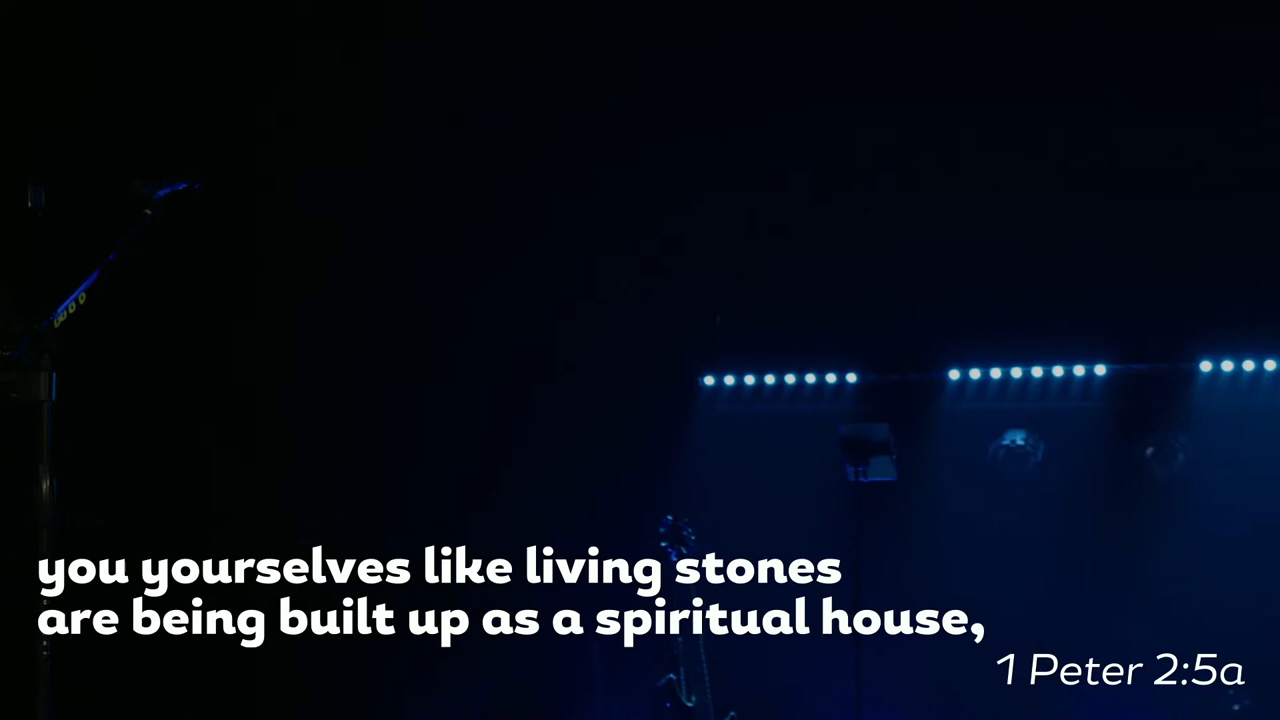 you yourselves like living stones
are being built up as a spiritual house,
1 Peter 2:5a